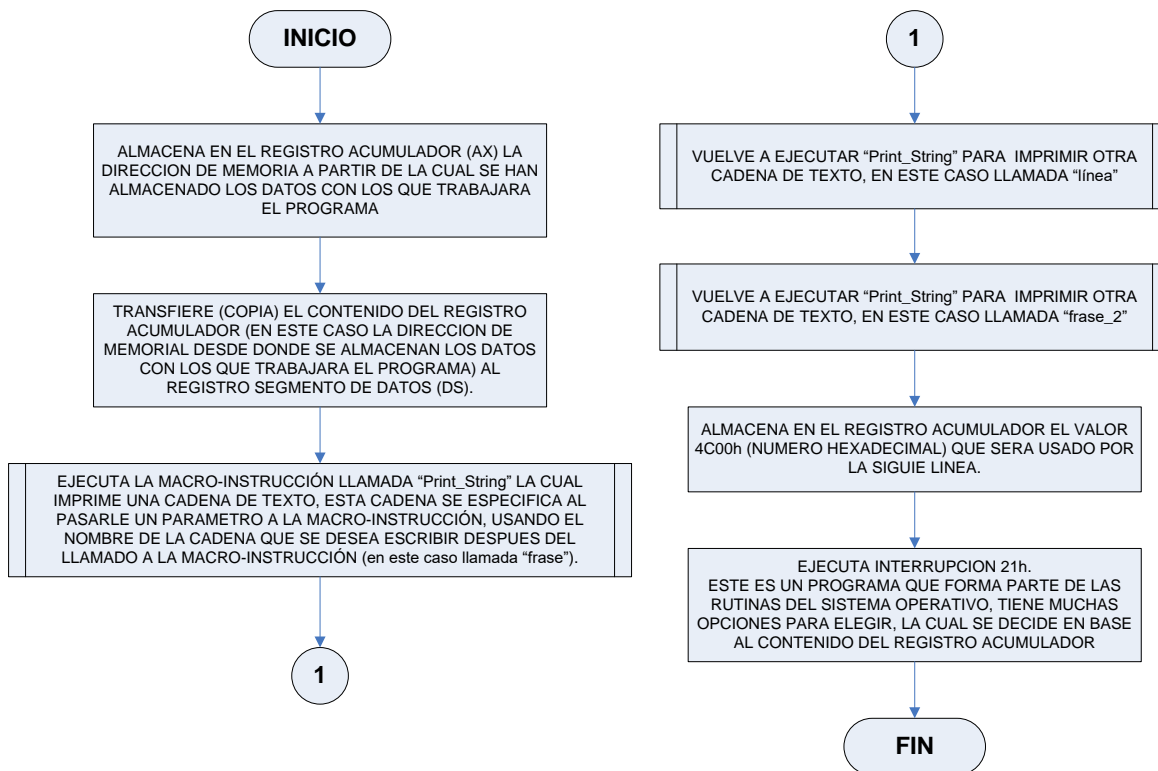 INICIO
ALMACENA EN EL REGISTRO ACUMULADOR (AX) LA
DIRECCION DE MEMORIA A PARTIR DE LA CUAL SE HAN
ALMACENADO LOS DATOS CON LOS QUE TRABAJARA
EL PROGRAMA
TRANSFIERE (COPIA) EL CONTENIDO DEL REGISTRO
ACUMULADOR (EN ESTE CASO LA DIRECCION DE
MEMORIAL DESDE DONDE SE ALMACENAN LOS DATOS
CON LOS QUE TRABAJARA EL PROGRAMA) AL
REGISTRO SEGMENTO DE DATOS (DS).
EJECUTA LA MACRO-INSTRUCCIÓN LLAMADA “Print_String” LA CUAL
IMPRIME UNA CADENA DE TEXTO, ESTA CADENA SE ESPECIFICA AL
PASARLE UN PARAMETRO A LA MACRO-INSTRUCCIÓN, USANDO EL
NOMBRE DE LA CADENA QUE SE DESEA ESCRIBIR DESPUES DEL
LLAMADO A LA MACRO-INSTRUCCIÓN (en este caso llamada “frase”).
1
1
VUELVE A EJECUTAR “Print_String” PARA IMPRIMIR OTRA
CADENA DE TEXTO, EN ESTE CASO LLAMADA “línea”
VUELVE A EJECUTAR “Print_String” PARA IMPRIMIR OTRA
CADENA DE TEXTO, EN ESTE CASO LLAMADA “frase_2”
ALMACENA EN EL REGISTRO ACUMULADOR EL VALOR
4C00h (NUMERO HEXADECIMAL) QUE SERA USADO POR
LA SIGUIE LINEA.
EJECUTA INTERRUPCION 21h.
ESTE ES UN PROGRAMA QUE FORMA PARTE DE LAS
RUTINAS DEL SISTEMA OPERATIVO, TIENE MUCHAS
OPCIONES PARA ELEGIR, LA CUAL SE DECIDE EN BASE
AL CONTENIDO DEL REGISTRO ACUMULADOR
FIN